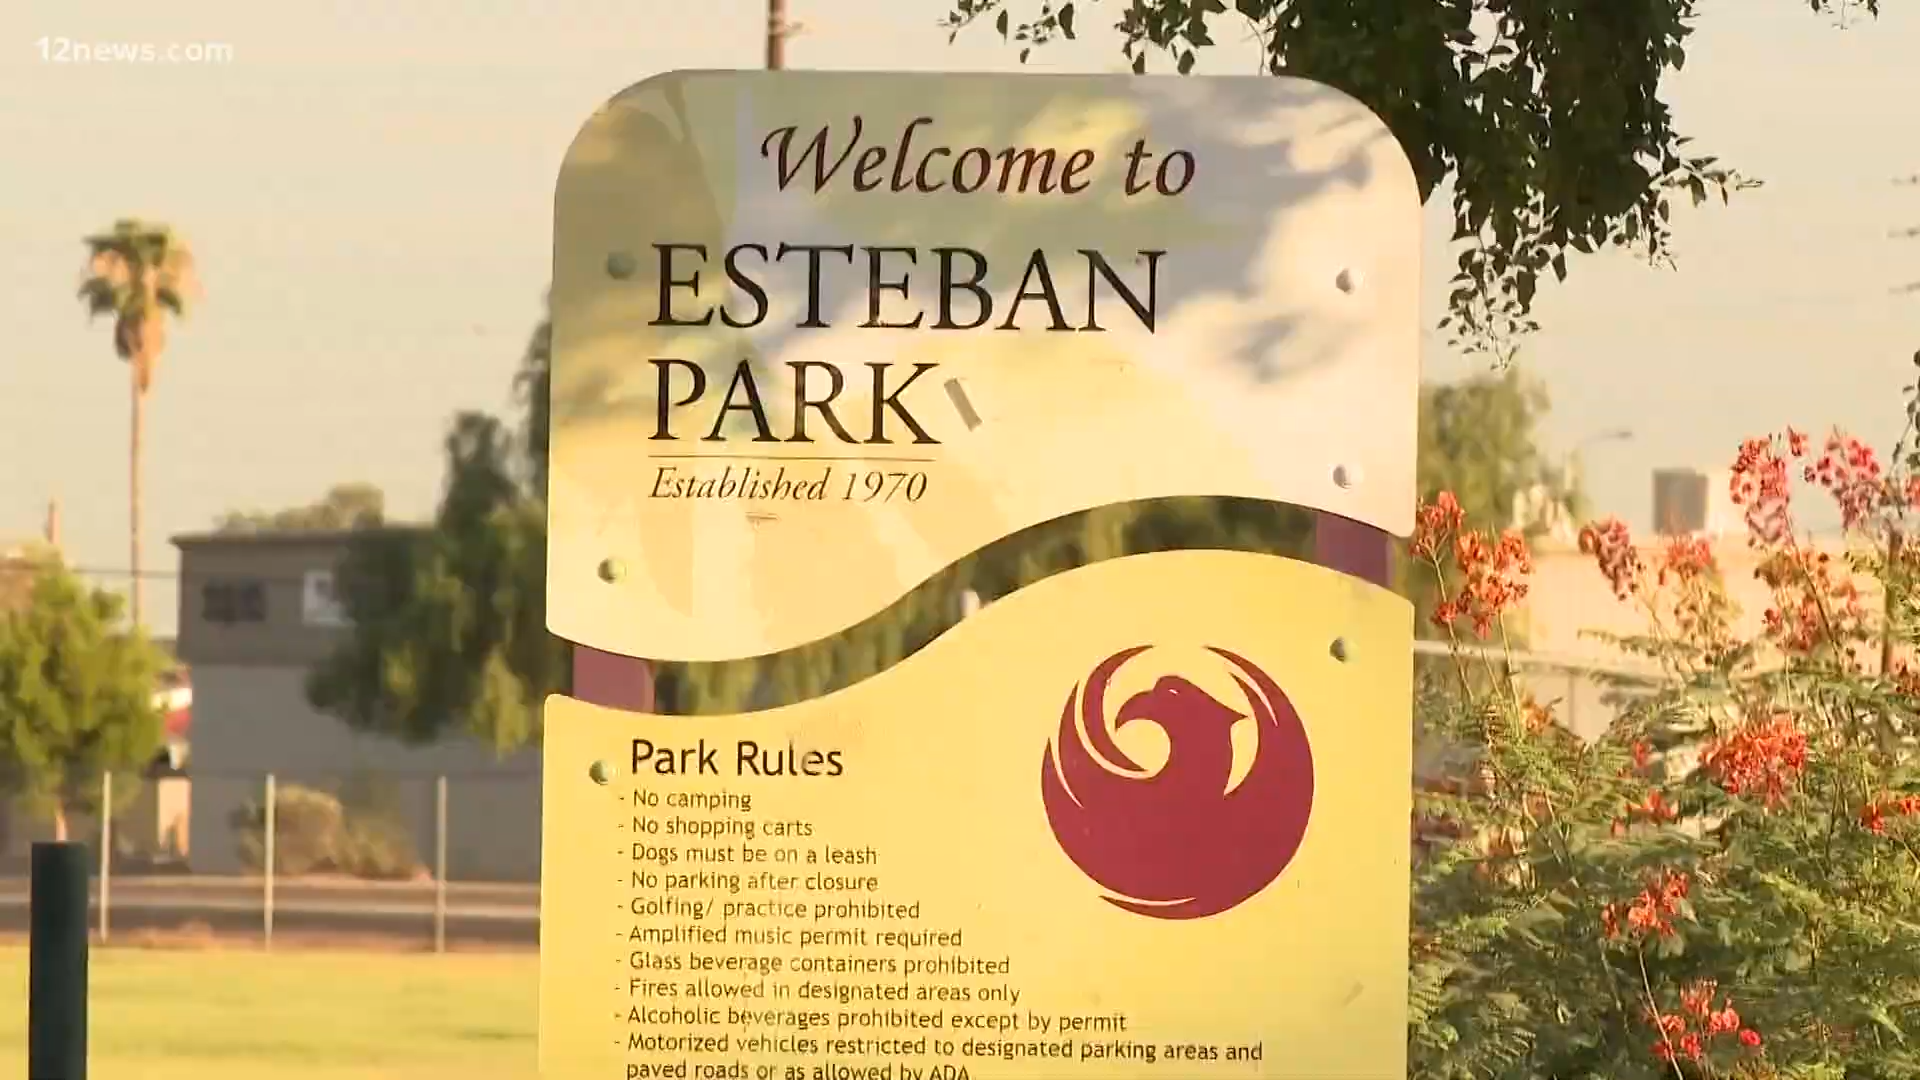 12news.com
Welcome to
ESTEBAN
PARK
Established 1970
Park Rules
- No camping
- No shopping carts
- Dogs must be on a leash
- No parking after closure
- Golfing/ practice prohibited
- Amplified music permit required
- Glass beverage containers prohibited
- Fires allowed in designated areas only
- Alcoholic beverages prohibited except by permit
- Motorized vehicles restricted to designated parking areas and
paved roads or as allowed by ADA